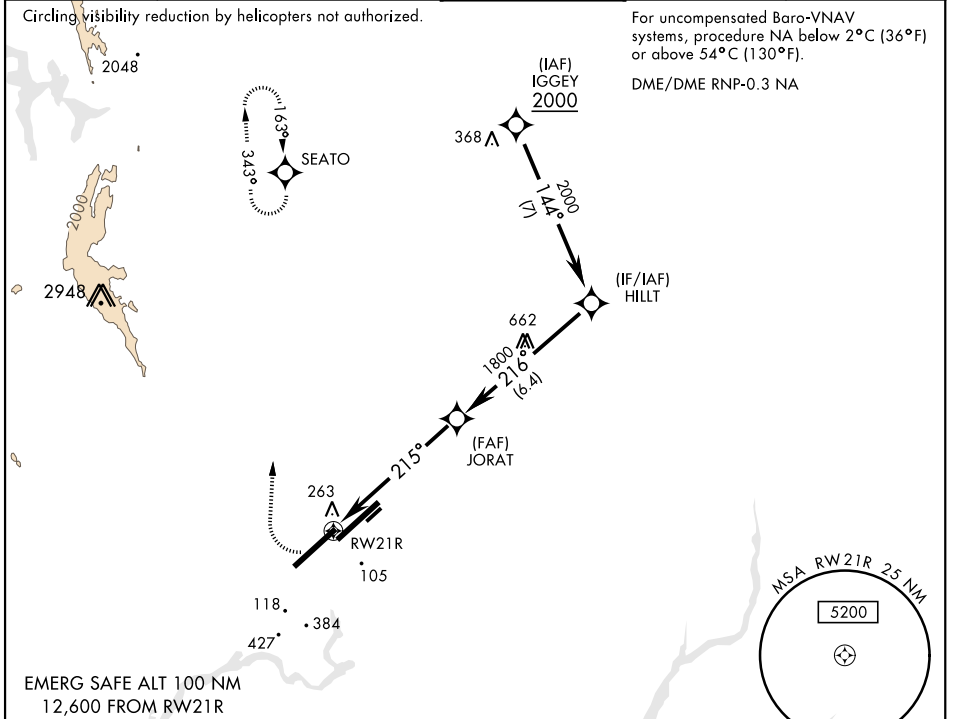 Circling visibility reduction by helicopters not authorized.
For uncompensated Baro-VNAV
systems, procedure NA below 2°C (36°F)
or above 54°C (130°F).
DME/DME RNP-0.3 NA
2048
(IAF)
IGGEY
2000
368
163°
343°
SEATO
2000
144°
(7)
2000
2948
(IF/IAF)
HILLT
662
1800
216°
(6.4)
(FAF)
JORAT
215°
263
RW21R
105
118
384
427
MSA RW21R 25 NM
5200
EMERG SAFE ALT 100 NM
12,600 FROM RW21R